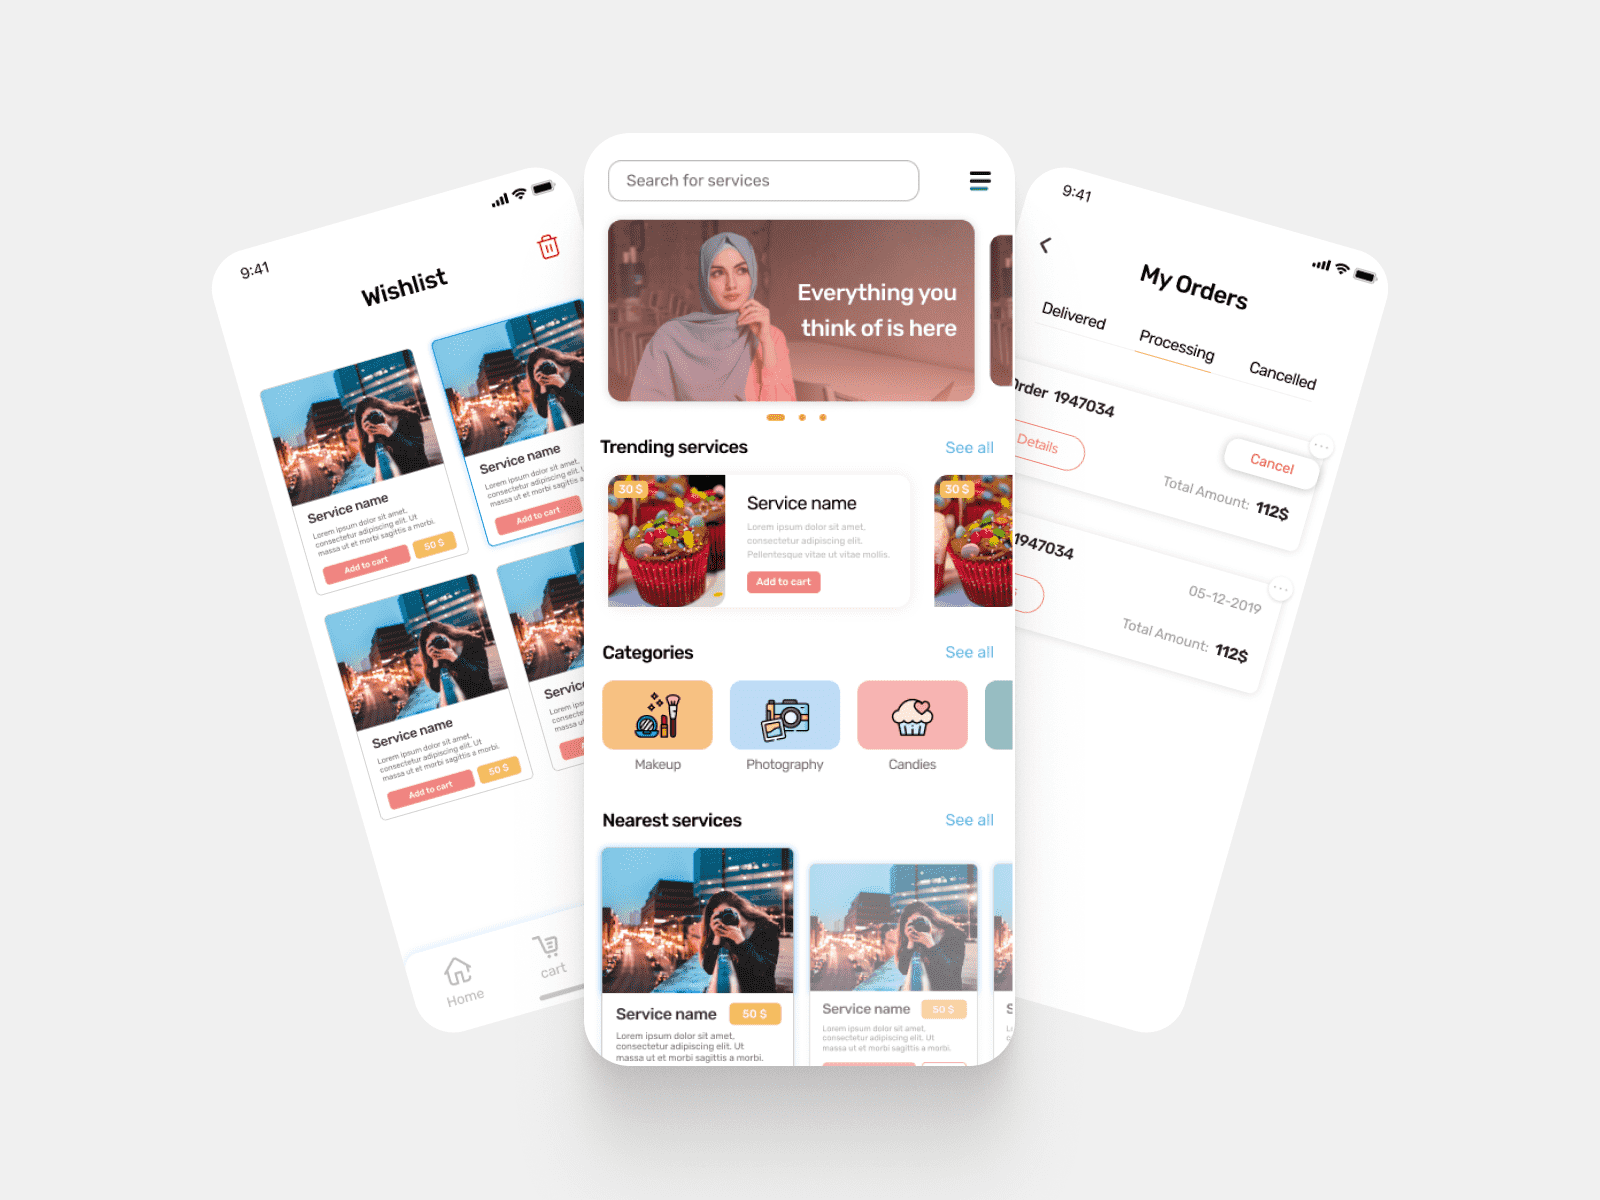 9:41
Wishlist
Service name
Lorem ipsum dolor sit amet,
consectetur adipiscing elit. Ut
massa ut et morbi sagittis a morbi.
Add to cart
50 $
Service name
Lorem ipsum dolor sit amet,
consectetur adipiscing elit. Ut
massa ut et morbi sagittis
Add to cart
Service name
Lorem ipsum dolor sit amet,
consectetur adipiscing elit. Ut
massa ut et morbi sagittis a morbi.
Add to cart
50 $
Servic
Lorem ips
consectet
massa ut
A
Home
cart
Search for services
Everything you
think of is here
Trending services
See all
30 $
Service name
Lorem ipsum dolor sit amet,
consectetur adipiscing elit.
Pellentesque vitae ut vitae mollis.
Add to cart
30 $
Categories
See all
Makeup
Photography
Candies
Nearest services
See all
Service name
50 $
Lorem ipsum dolor sit amet,
consectetur adipiscing elit. Ut
massa ut et morbi sagittis a morbi.
Service name
50 $
Lorem ipsum dolor sit amet,
consectetur adipiscing elit. Ut
massa ut et morbi sagittis a morbi.
S
9:41
My Orders
Delivered
Processing
Cancelled
Order 1947034
Details
Cancel
Total Amount: 112$
1947034
s
05-12-2019
Total Amount: 112$